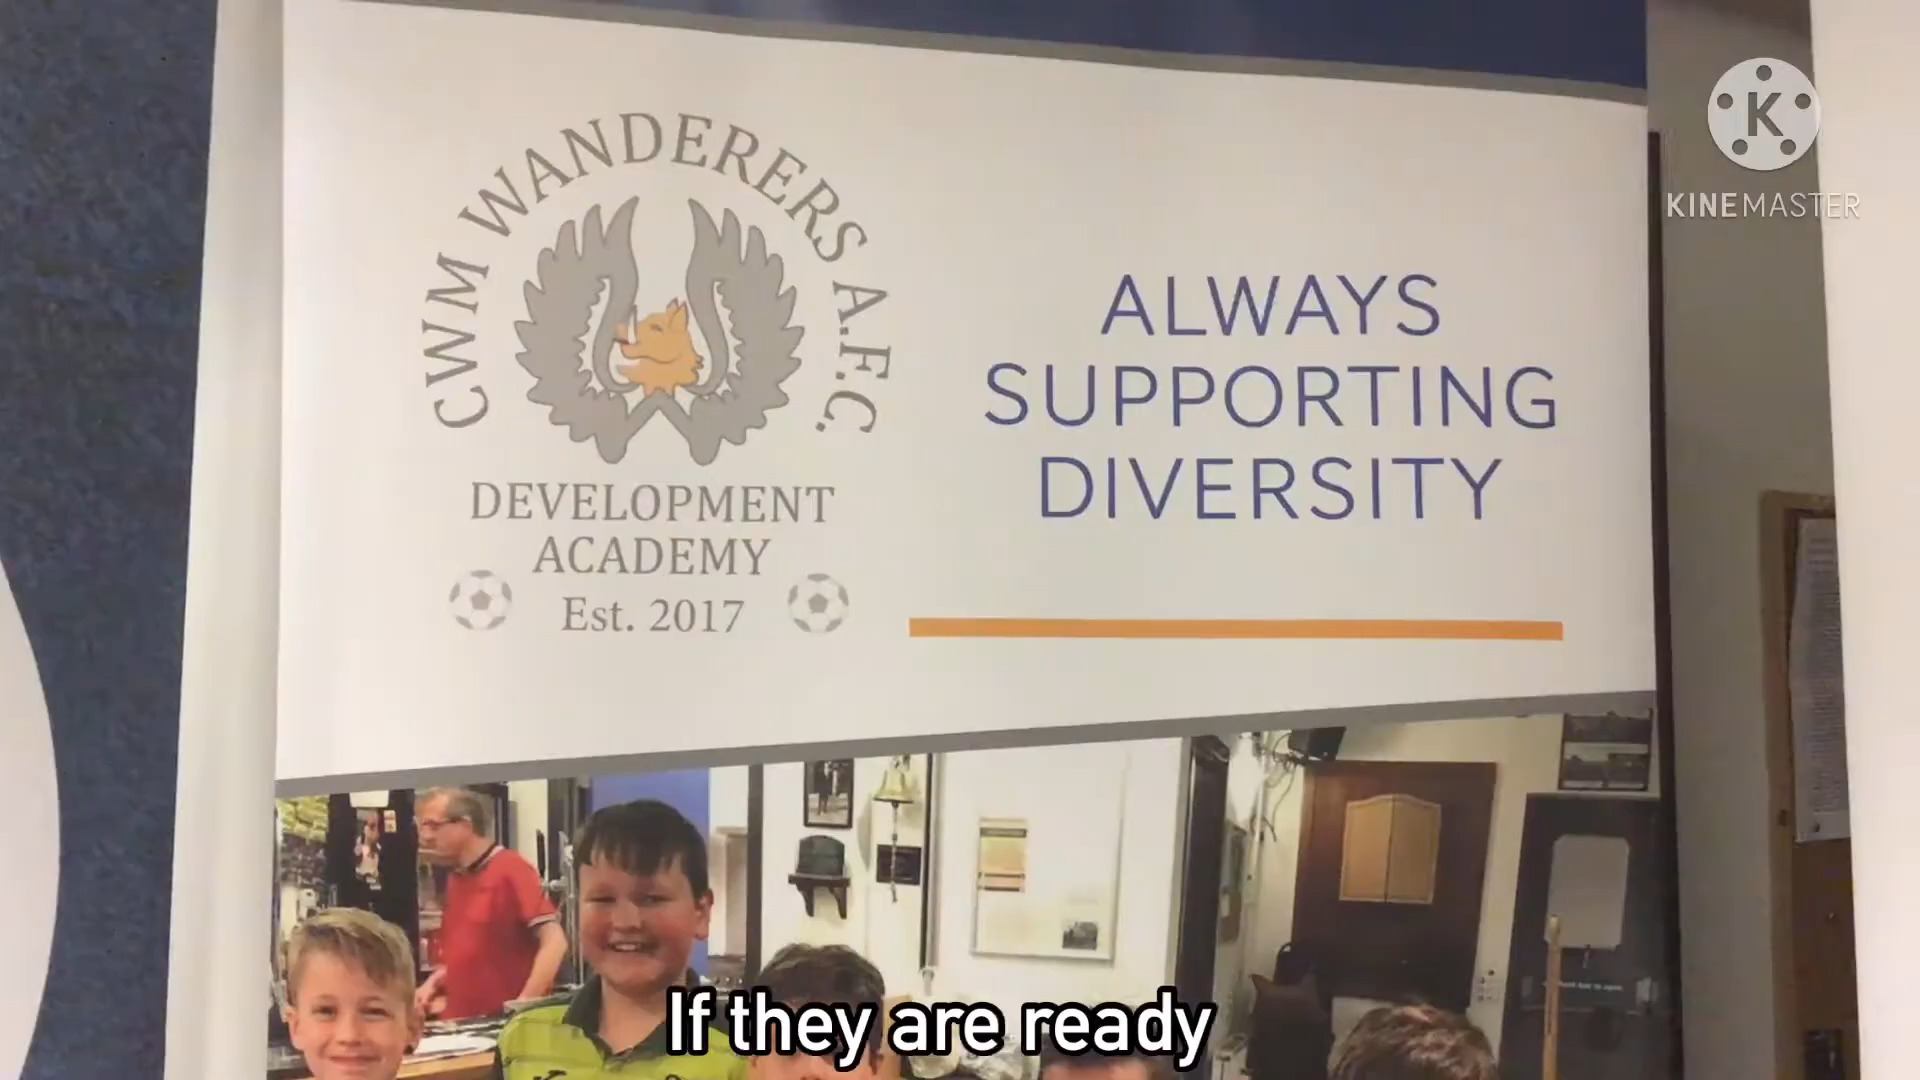 CWM WANDERERS A.F.C.
DEVELOPMENT
ACADEMY
Est. 2017
ALWAYS
SUPPORTING
DIVERSITY
K
KINEMASTER
If they are ready